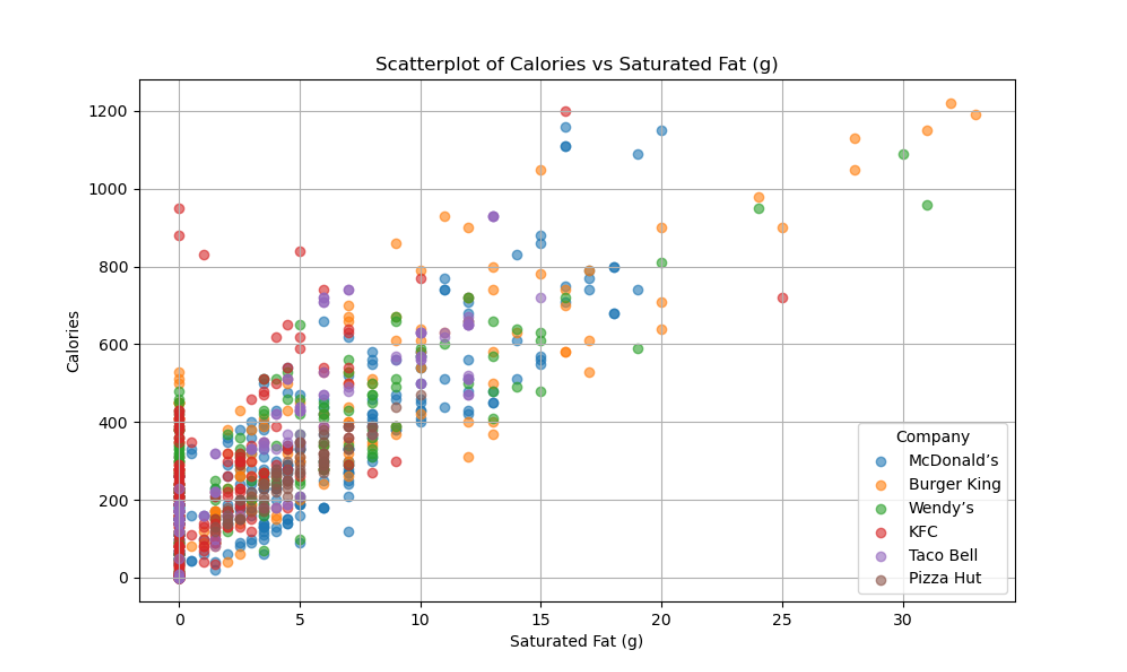 Scatterplot of Calories vs Saturated Fat (g)
1200
1000
800
600
400
200
0
Calories
0 5 10 15 20 25 30
Saturated Fat (g)
Company
McDonald’s
Burger King
Wendy’s
KFC
Taco Bell
Pizza Hut